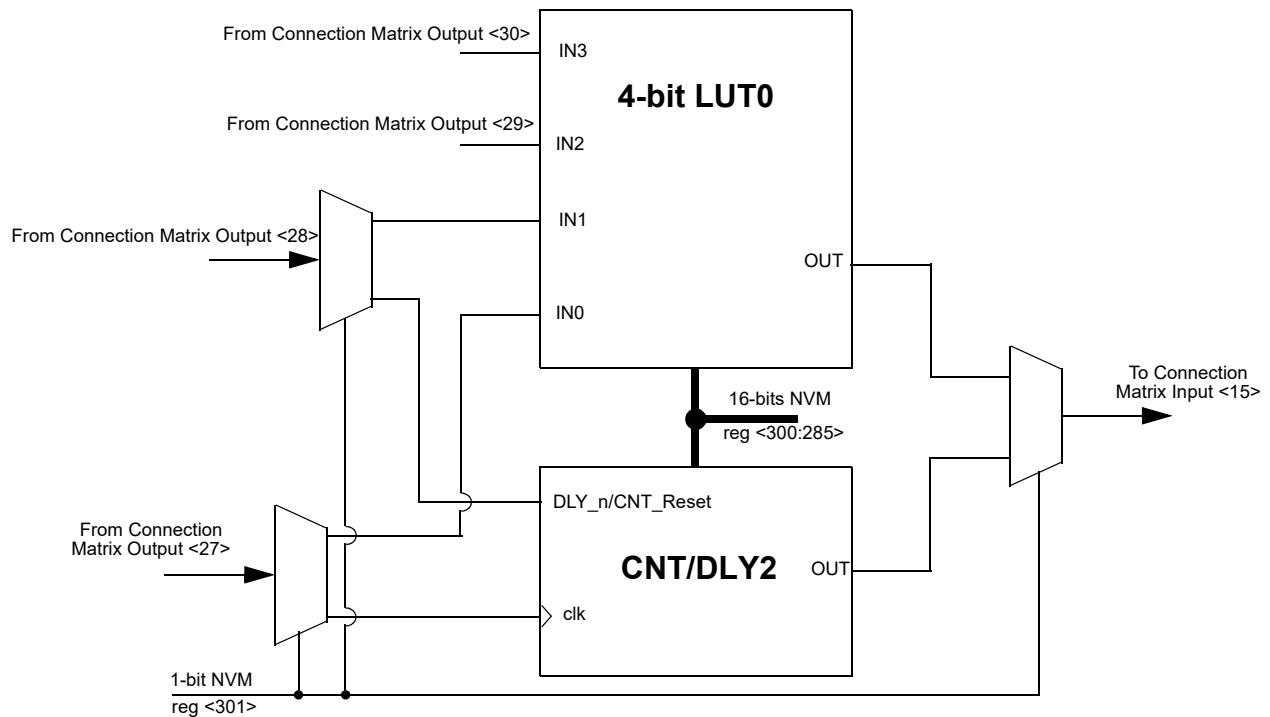 From Connection Matrix Output <30>
IN3
4-bit LUT0
From Connection Matrix Output <29>
IN2
IN1
From Connection Matrix Output <28>
OUT
IN0
To Connection
Matrix Input <15>
16-bits NVM
reg <300:285>
DLY_n/CNT_Reset
From Connection
Matrix Output <27>
CNT/DLY2
OUT
clk
1-bit NVM
reg <301>